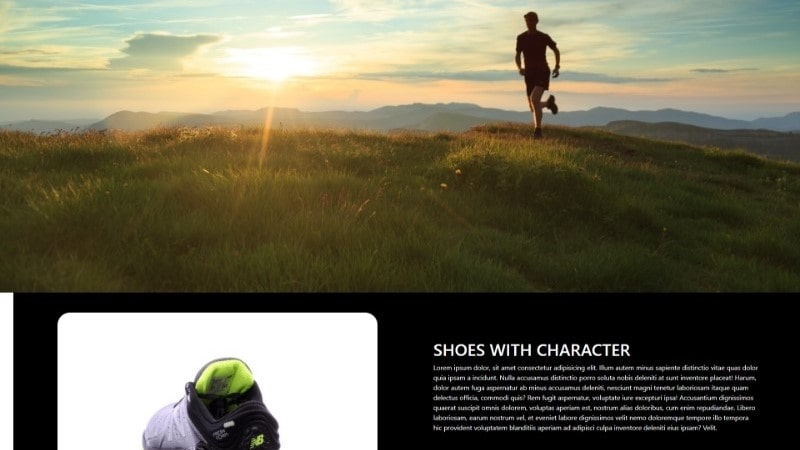 SHOES WITH CHARACTER
Lorem ipsum dolor, sit amet consectetur adipisicing elit. Illum autem minus sapiente distinctio vitae quas dolor
quia ipsam a incidunt. Nulla accusamus distinctio porro soluta nobis deleniti at sunt inventore placeat! Harum,
dolor autem fuga aspernatur in ab minus accusamus deleniti, nesciunt magni tenetur laboriosam itaque quam
delectus officia, commodi quis? Rem fugit aspernatur, voluptate iure excepturi ipsa! Accusantium dignissimos
quaerat suscipit omnis dolorem, voluptas aperiam est, nostrum alias doloribus, cum enim repudiandae. Libero
laboriosam, earum nostrum vel, at eveniet labore dignissimos velit nemo doloremque tempore illo tempora
hic provident voluptatem blanditiis aperiam ad adipisci culpa inventore deleniti eius ipsam? Velit.
FRESH
FOAM